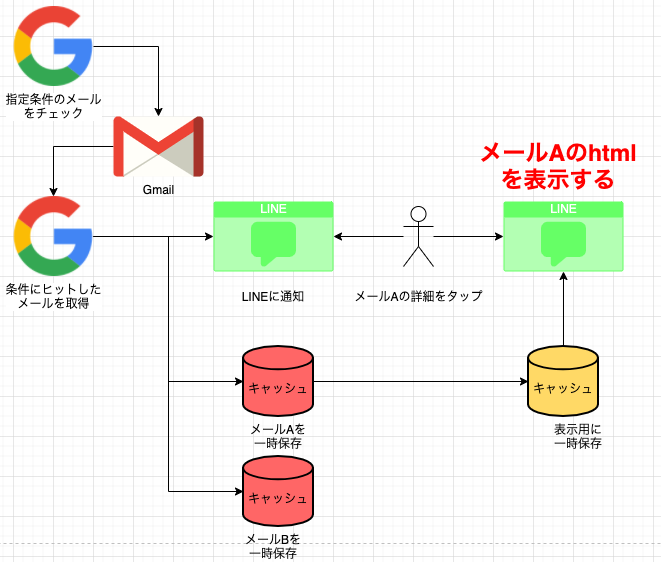 指定条件のメール
をチェック
Gmail
条件にヒットした
メールを取得
LINE
LINEに通知
メールAの詳細をタップ
メールAのhtml
を表示する
LINE
キャッシュ
メールAを
一時保存
キャッシュ
表示用に
一時保存
キャッシュ
メールBを
一時保存